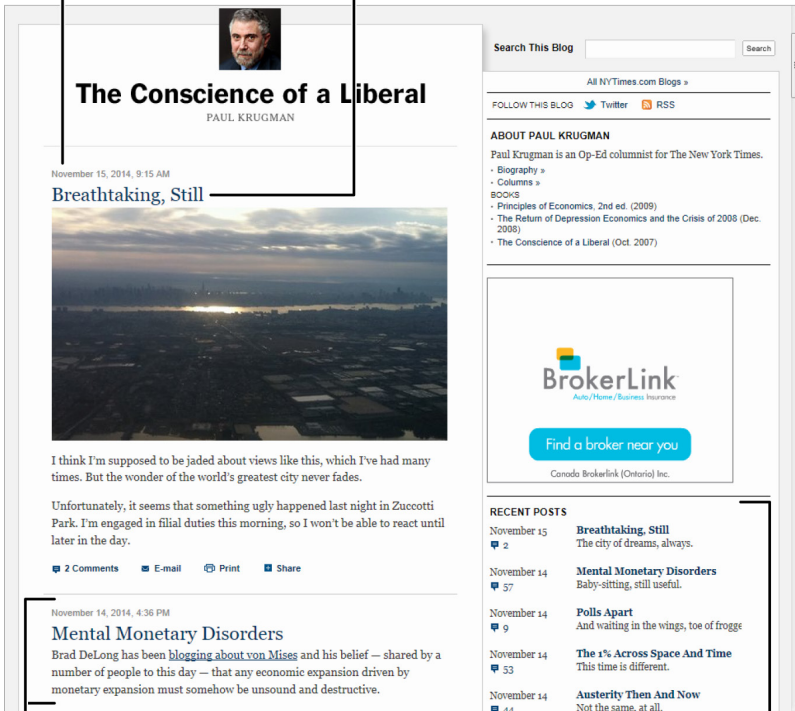 The Conscience of a Liberal
PAUL KRUGMAN
November 15, 2014, 9:15 AM
Breathtaking, Still
I think I'm supposed to be jaded about views like this, which I've had many
times. But the wonder of the world's greatest city never fades.
Unfortunately, it seems that something ugly happened last night in Zuccotti
Park. I'm engaged in filial duties this morning, so I won't be able to react until
later in the day.
2 Comments E-mail Print Share
November 14, 2014, 4:36 PM
Mental Monetary Disorders
Brad DeLong has been blogging about von Mises and his belief — shared by a
number of people to this day — that any economic expansion driven by
monetary expansion must somehow be unsound and destructive.
Search This Blog Search
All NYTimes.com Blogs »
FOLLOW THIS BLOG Twitter RSS
ABOUT PAUL KRUGMAN
Paul Krugman is an Op-Ed columnist for The New York Times.
· Biography »
· Columns »
BOOKS
· Principles of Economics, 2nd ed. (2009)
· The Return of Depression Economics and the Crisis of 2008 (Dec.
2008)
· The Conscience of a Liberal (Oct. 2007)
BrokerLink
Auto/Home/Business Insurance
Find a broker near you
Canada Brokerlink (Ontario) Inc.
RECENT POSTS
November 15 Breathtaking, Still
2 The city of dreams, always.
November 14 Mental Monetary Disorders
57 Baby-sitting, still useful.
November 14 Polls Apart
9 And waiting in the wings, toe of frogge
November 14 The 1% Across Space And Time
53 This time is different.
November 14 Austerity Then And Now
44 Not the same, at all.